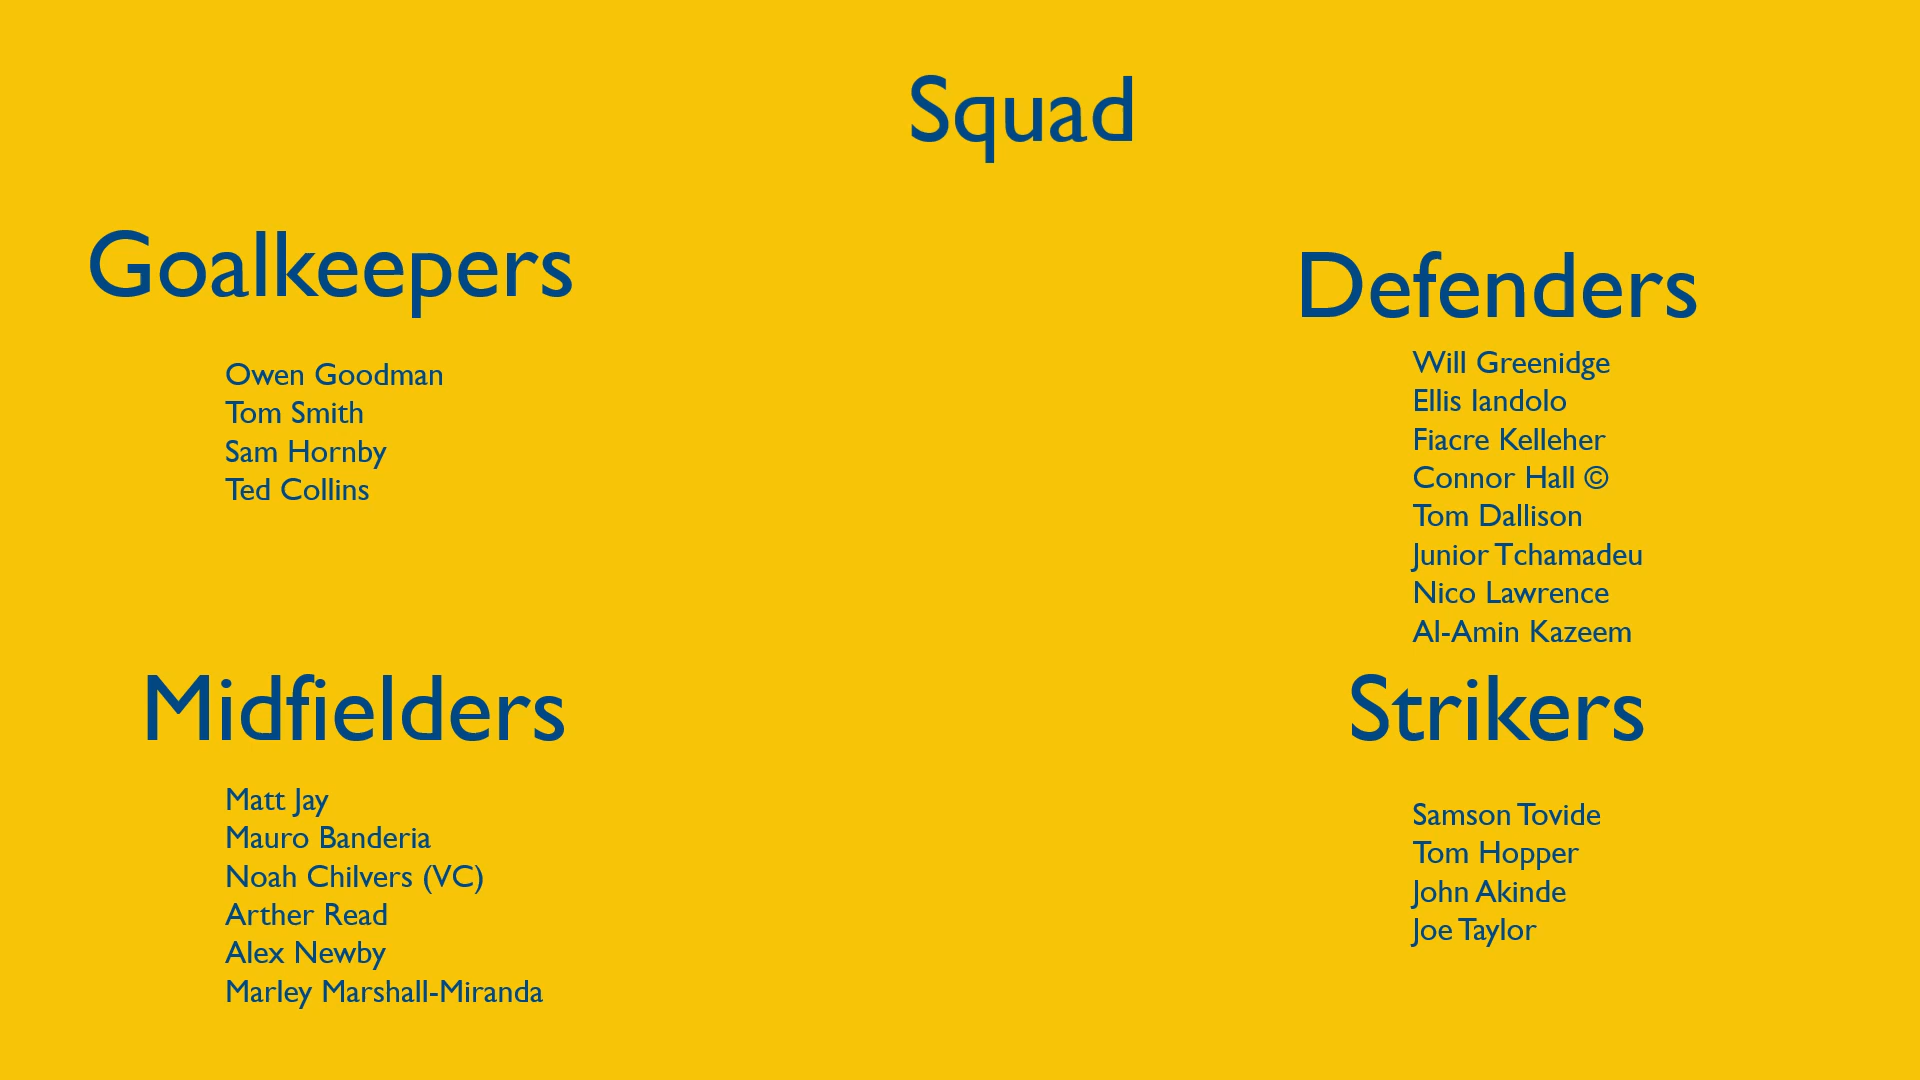 Squad
Goalkeepers
Owen Goodman
Tom Smith
Sam Hornby
Ted Collins
Defenders
Will Greenidge
Ellis Iandolo
Fiacre Kelleher
Connor Hall ©
Tom Dallison
Junior Tchamadeu
Nico Lawrence
Al-Amin Kazeem
Midfielders
Matt Jay
Mauro Banderia
Noah Chilvers (VC)
Arther Read
Alex Newby
Marley Marshall-Miranda
Strikers
Samson Tovide
Tom Hopper
John Akinde
Joe Taylor